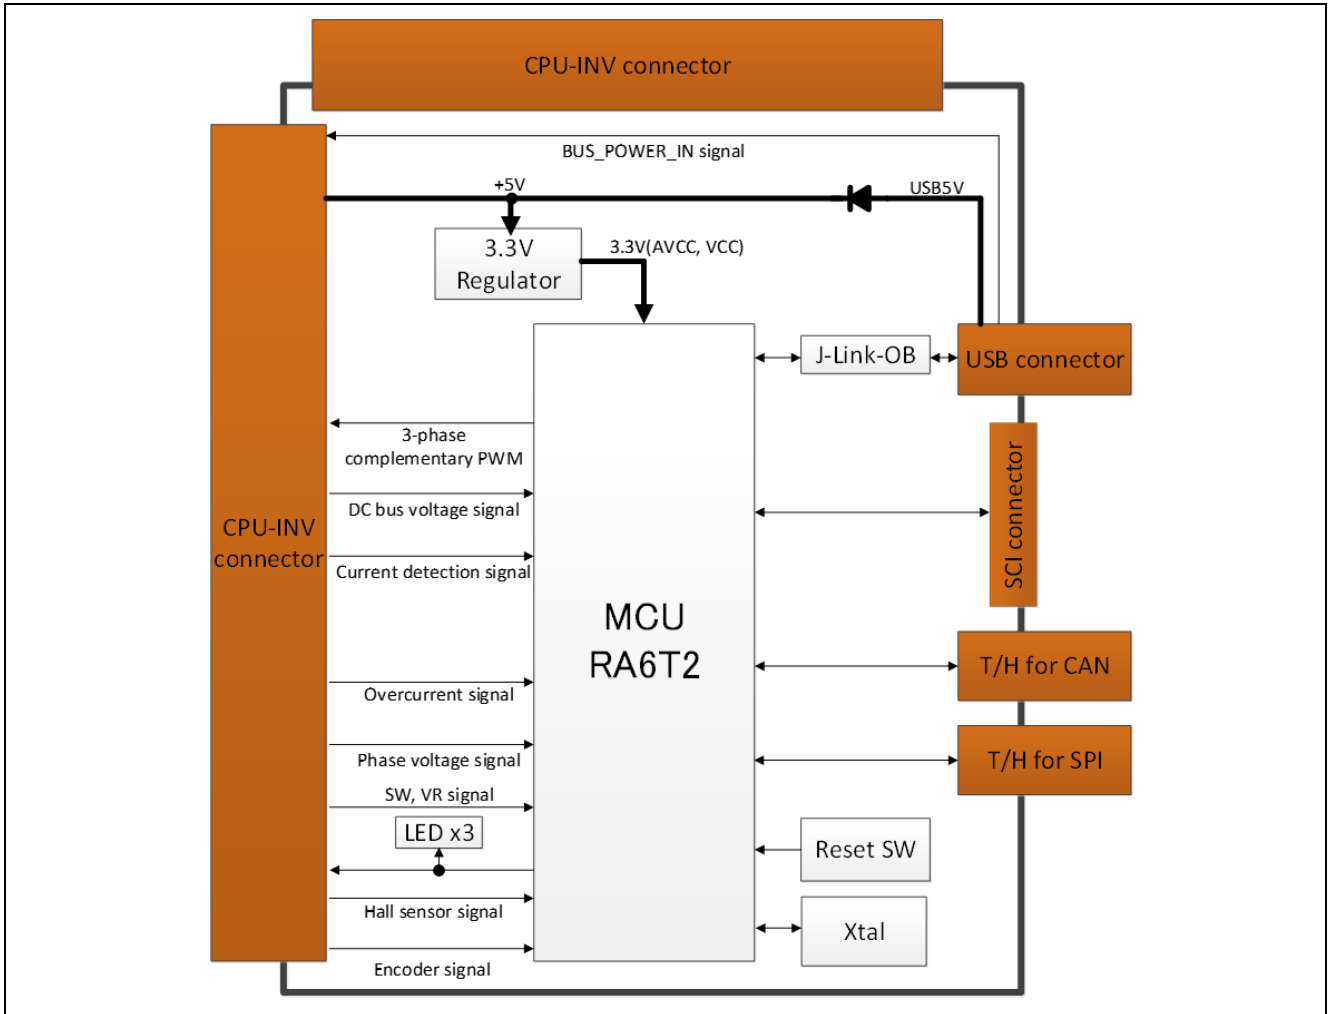 CPU-INV connector
BUS_POWER_IN signal
+5V
USB5V
3.3V
Regulator
3.3V(AVCC, VCC)
J-Link-OB
USB connector
3-phase
complementary PWM
DC bus voltage signal
CPU-INV
connector
Current detection signal
SCI connector
MCU
RA6T2
T/H for CAN
Overcurrent signal
Phase voltage signal
T/H for SPI
SW, VR signal
LED x3
Reset SW
Hall sensor signal
Xtal
Encoder signal